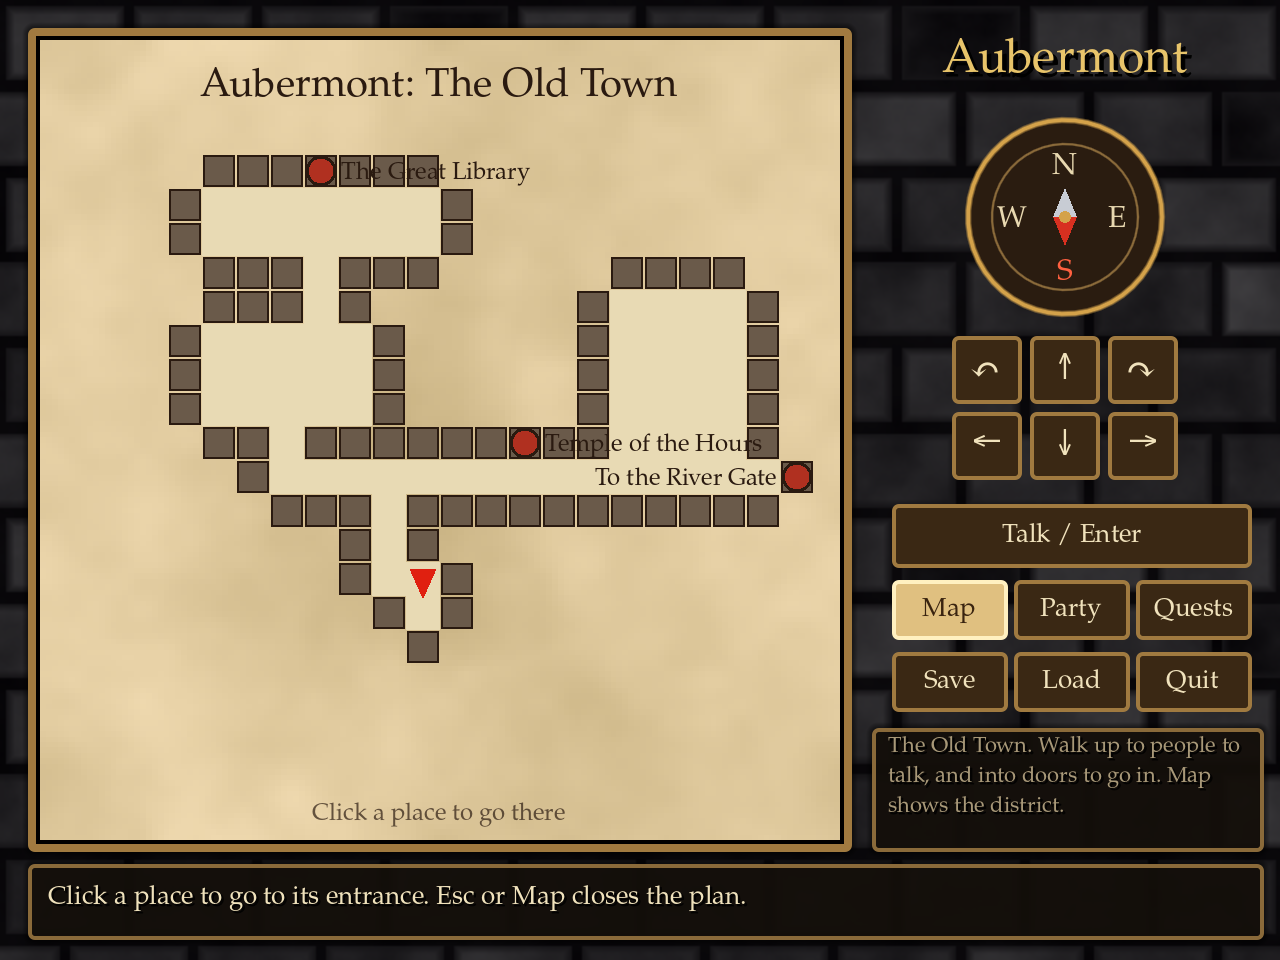 Aubermont: The Old Town
The Great Library
Temple of the Hours
To the River Gate
Click a place to go there
Aubermont
N
W
E
S
Talk / Enter
Map
Party
Quests
Save
Load
Quit
The Old Town. Walk up to people to
talk, and into doors to go in. Map
shows the district.
Click a place to go to its entrance. Esc or Map closes the plan.